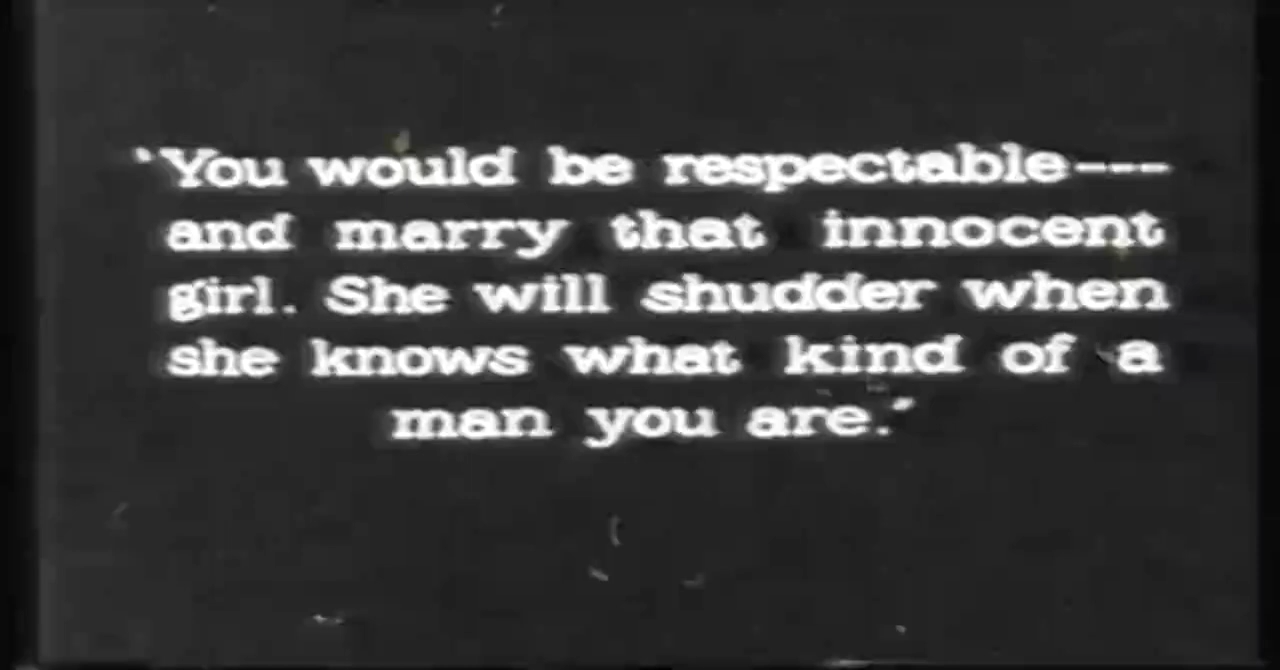 'You would be respectable---
and marry that innocent
girl. She will shudder when
she knows what kind of a
man you are.'